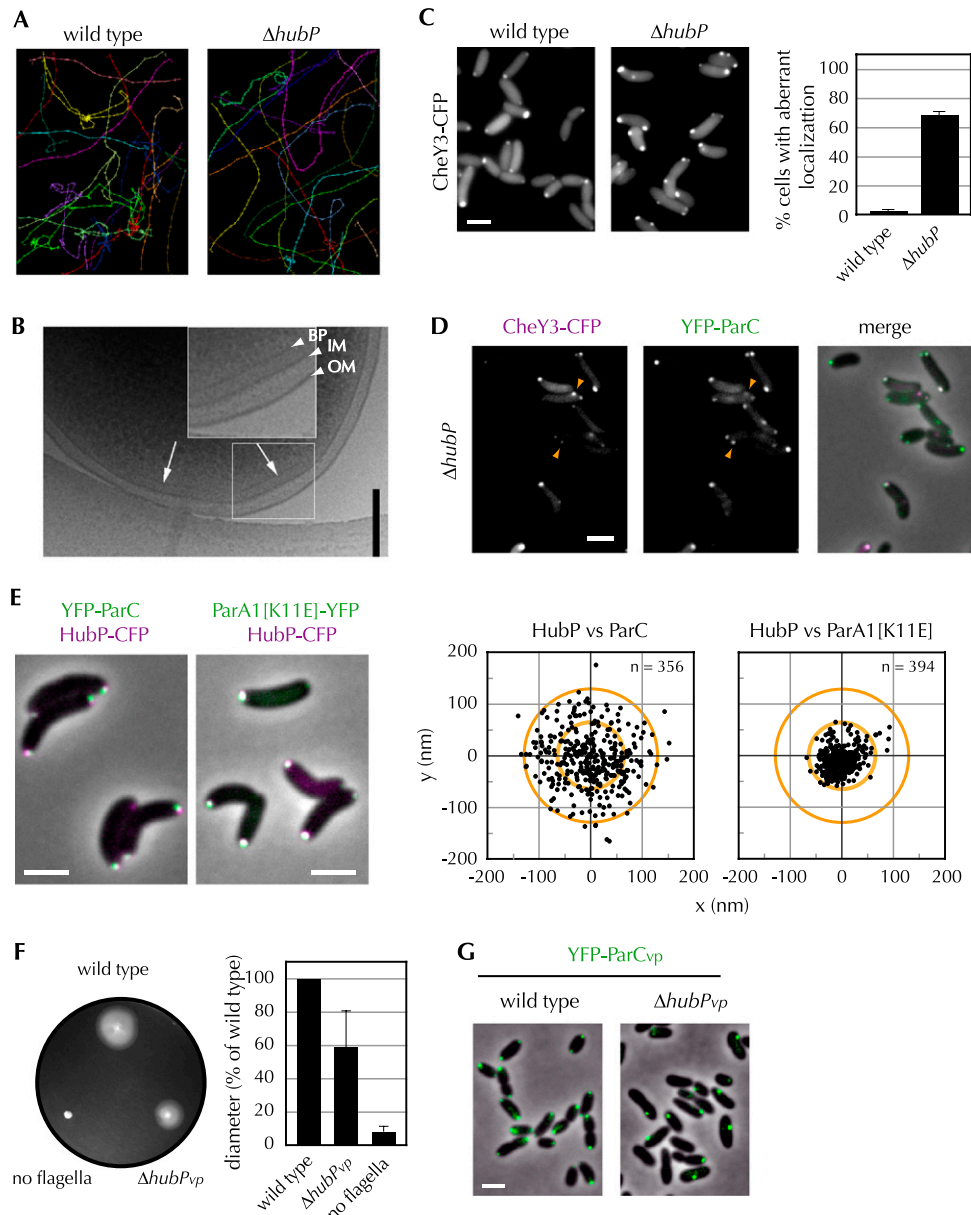 A
wild type
ΔhubP
B
BP
IM
OM
C
wild type
ΔhubP
CheY3-CFP
% cells with aberrant
localizattion
100
80
60
40
20
0
wild type
ΔhubP
D
CheY3-CFP
YFP-ParC
merge
ΔhubP
E
YFP-ParC
HubP-CFP
ParA1[K11E]-YFP
HubP-CFP
HubP vs ParC
n = 356
HubP vs ParA1[K11E]
n = 394
y (nm)
200
100
0
-100
-200
-200 -100 0 100 200
-200 -100 0 100 200
x (nm)
F
wild type
no flagella
ΔhubPvp
diameter (% of wild type)
100
80
60
40
20
0
wild type
ΔhubPvp
no flagella
G
YFP-ParCvp
wild type
ΔhubPvp